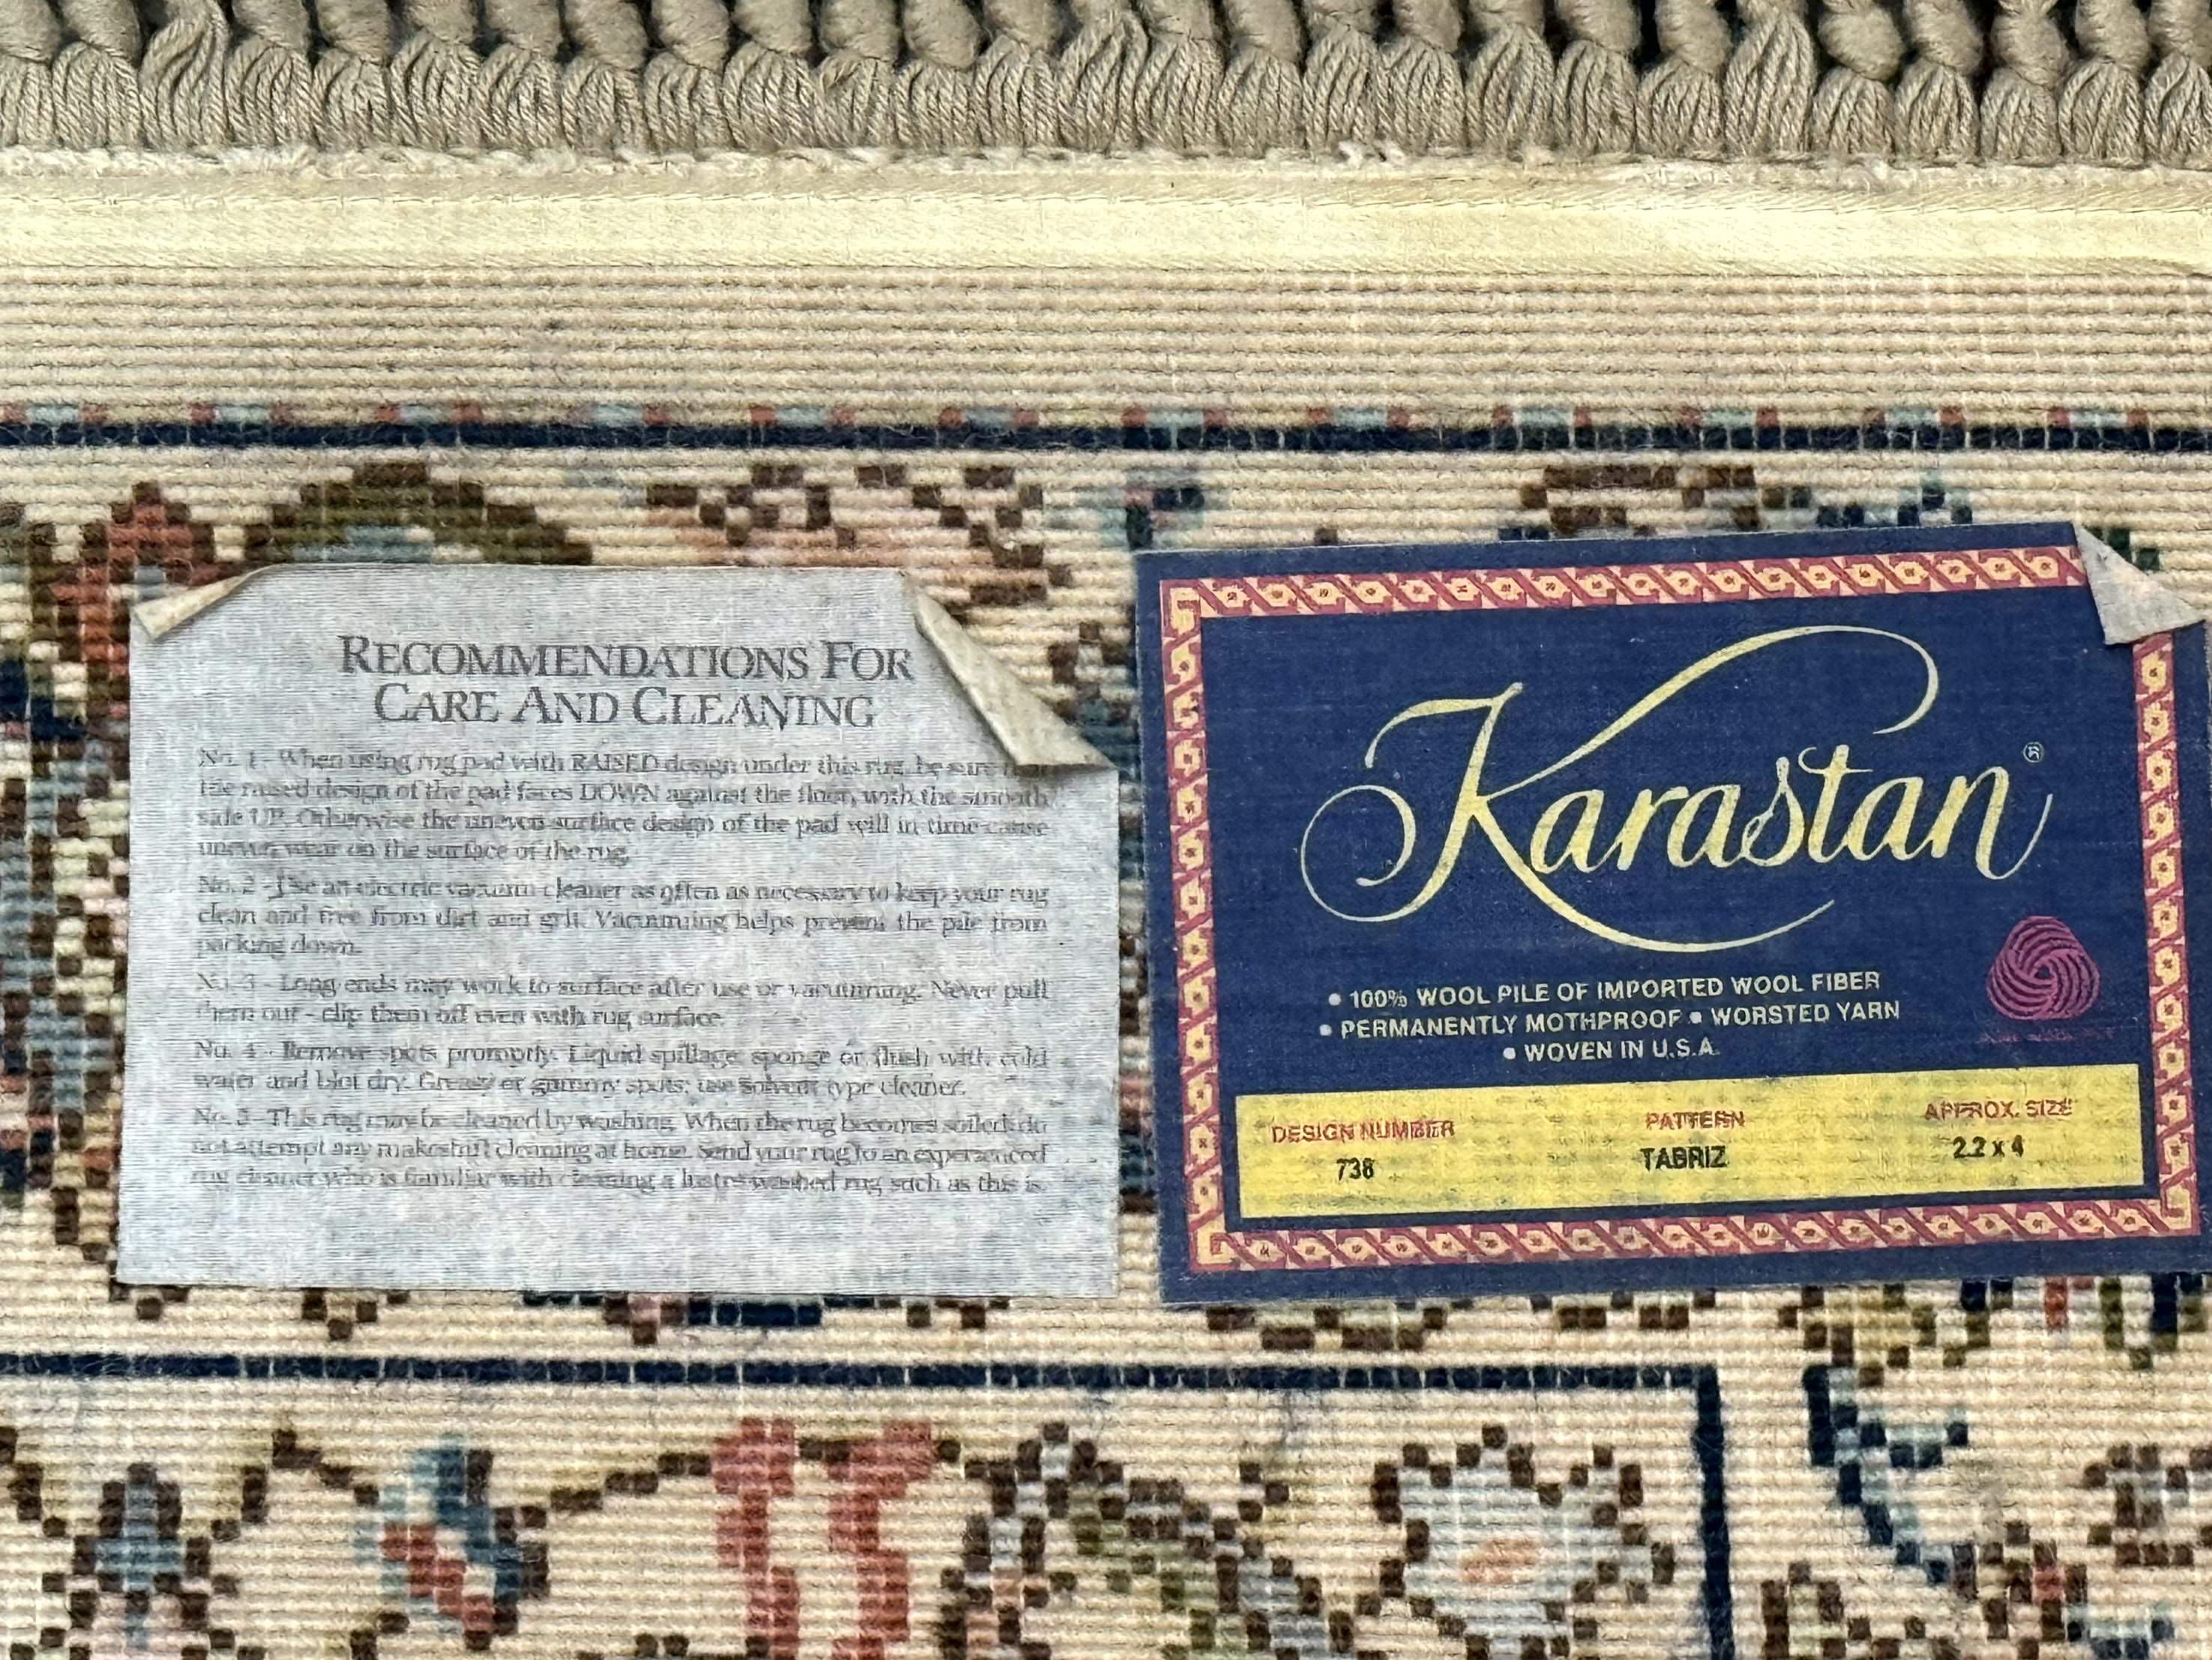 RECOMMENDATIONS FOR
CARE AND CLEANING
No. 1 - When using rug pad with RAISED design under this rug, be sure
the raised design of the pad faces DOWN against the floor, with the smooth
side UP. Otherwise the uneven surface design of the pad will in time cause
uneven wear on the surface of the rug.
No. 2 - Use an electric vacuum cleaner as often as necessary to keep your rug
clean and free from dirt and grit. Vacuuming helps prevent the pile from
packing down.
No. 3 - Long ends may work to surface after use or vacuuming. Never pull
them out - clip them off even with rug surface.
No. 4 - Remove spots promptly. Liquid spillage, sponge or flush with cold
water and blot dry. Greasy or gummy spots; use solvent type cleaner.
No. 5 - This rug may be cleaned by washing. When the rug becomes soiled, do
not attempt any makeshift cleaning at home. Send your rug to an experienced
rug cleaner who is familiar with cleaning a lustre washed rug such as this is.
Karastan®
• 100% WOOL PILE OF IMPORTED WOOL FIBER
• PERMANENTLY MOTHPROOF • WORSTED YARN
• WOVEN IN U.S.A.
DESIGN NUMBER PATTERN APPROX. SIZE
738 TABRIZ 2.2 x 4